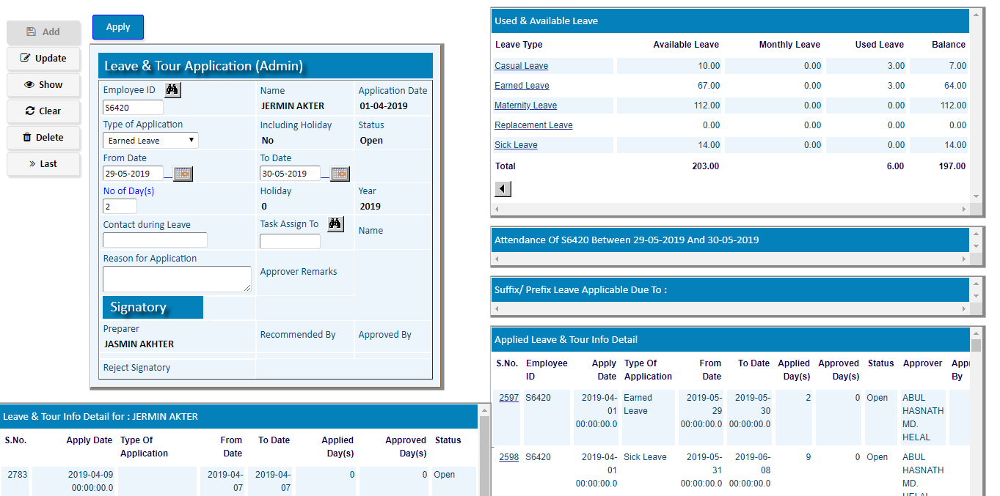 Add
Update
Show
Clear
Delete
Last
Apply
Leave & Tour Application (Admin)
Employee ID
Name
Application Date
S6420
JERMIN AKTER
01-04-2019
Type of Application
Including Holiday
Status
Earned Leave
No
Open
From Date
To Date
29-05-2019
30-05-2019
No of Day(s)
Holiday
Year
2
0
2019
Contact during Leave
Task Assign To
Name
Reason for Application
Approver Remarks
Signatory
Preparer
Recommended By
Approved By
JASMIN AKHTER
Reject Signatory
Leave & Tour Info Detail for : JERMIN AKTER
S.No. Apply Date Type Of From To Date Applied Approved Status
Application Date Day(s) Day(s)
2783 2019-04-09 2019-04- 2019-04- 0 0 Open
00:00:00.0 07 07
Used & Available Leave
Leave Type Available Leave Monthly Leave Used Leave Balance
Casual Leave 10.00 0.00 3.00 7.00
Earned Leave 67.00 0.00 3.00 64.00
Maternity Leave 112.00 0.00 0.00 112.00
Replacement Leave 0.00 0.00 0.00 0.00
Sick Leave 14.00 0.00 0.00 14.00
Total 203.00 6.00 197.00
Attendance Of S6420 Between 29-05-2019 And 30-05-2019
Suffix/ Prefix Leave Applicable Due To :
Applied Leave & Tour Info Detail
S.No. Employee Apply Type Of From To Date Applied Approved Status Approver Appr
ID Date Application Date Day(s) Day(s) By
2597 S6420 2019-04- Earned 2019-05- 2019-05- 2 0 Open ABUL
01 Leave 29 30 HASNATH
00:00:00.0 00:00:00.0 00:00:00.0 MD.
HELAL
2598 S6420 2019-04- Sick Leave 2019-05- 2019-06- 9 0 Open ABUL
01 31 08 HASNATH
00:00:00.0 00:00:00.0 00:00:00.0 MD.
HELAL